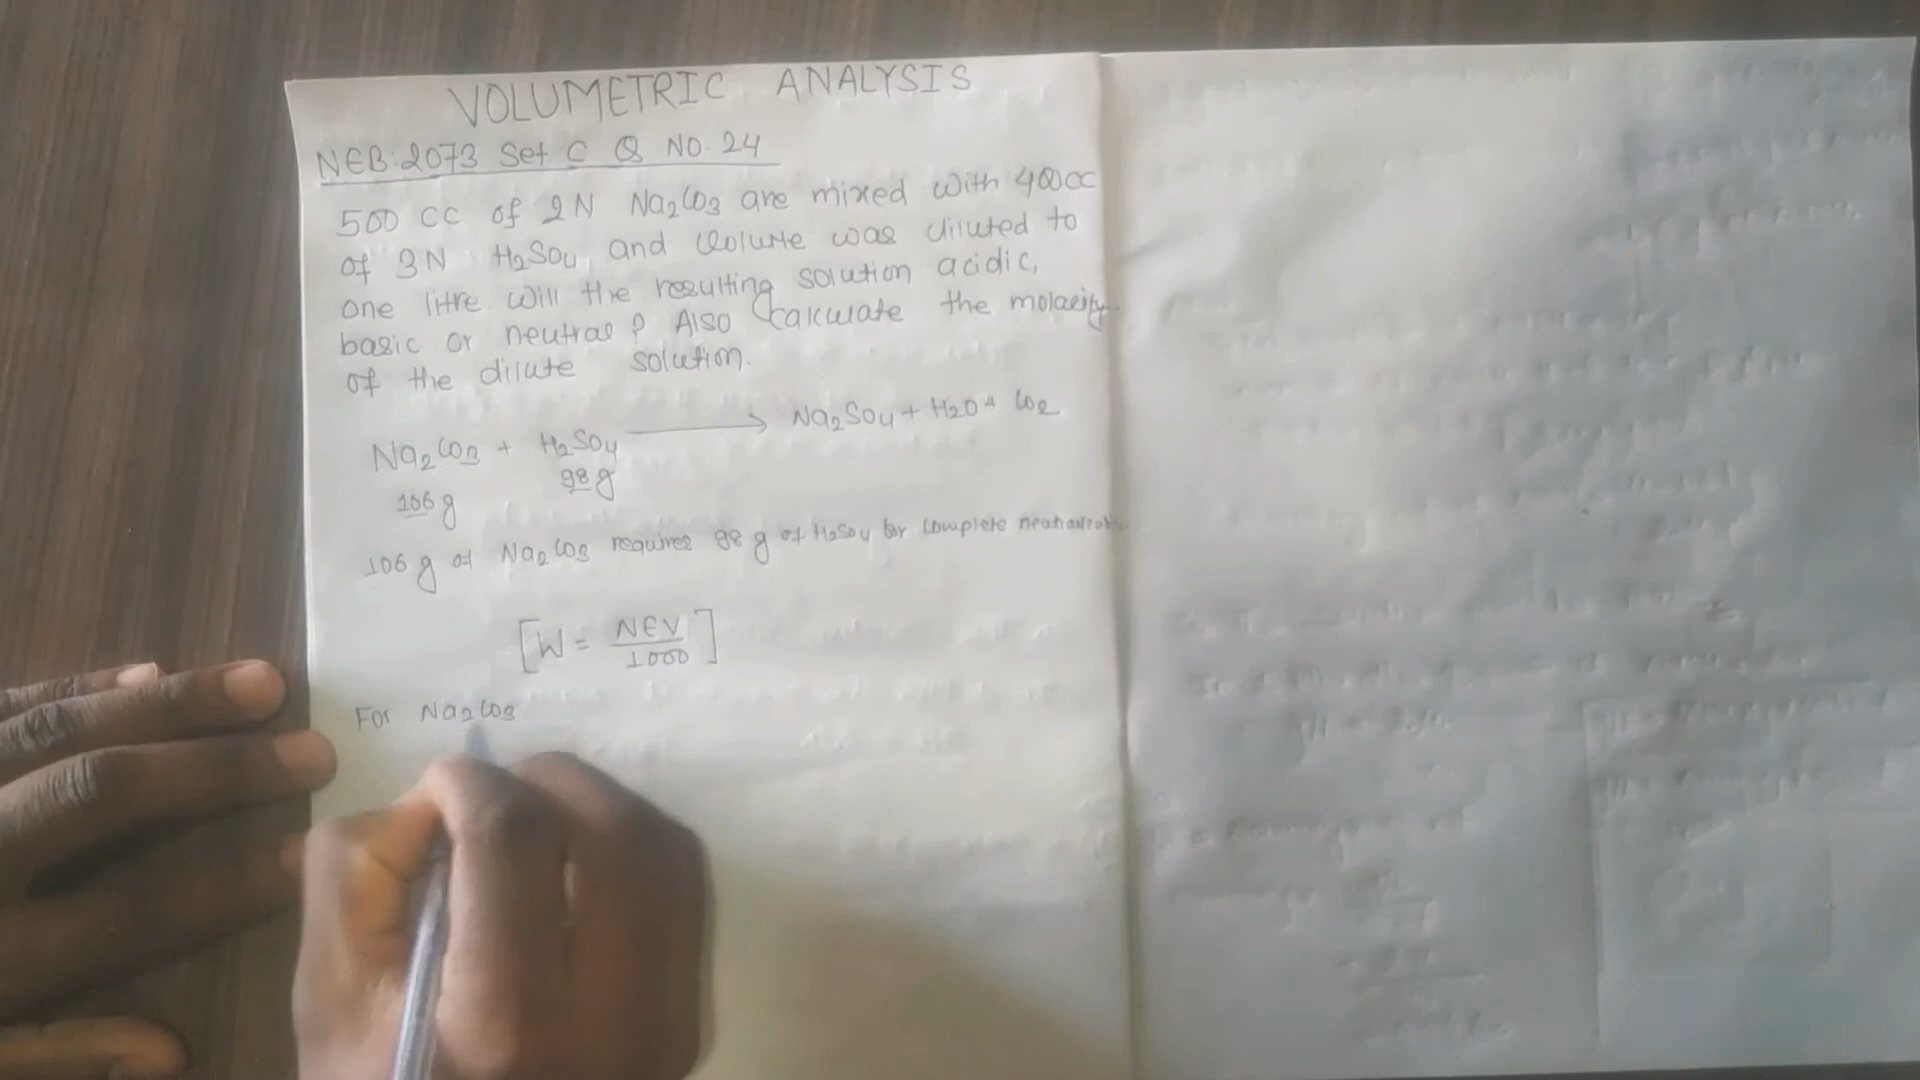 VOLUMETRIC ANALYSIS
NEB:2073 Set C Q NO. 24
500 CC of 2N Na2CO3 are mixed with 400CC
of 3N H2SO4 and Volume was diluted to
one litre will the resulting solution acidic,
basic or neutral? Also calculate the molarity
of the dilute solution.
Na2CO3 + H2SO4 → Na2SO4 + H2O + CO2
106 g 98 g
106 g of Na2CO3 requires 98 g of H2SO4 for complete neutralization
[W = NEV/1000]
For Na2CO3